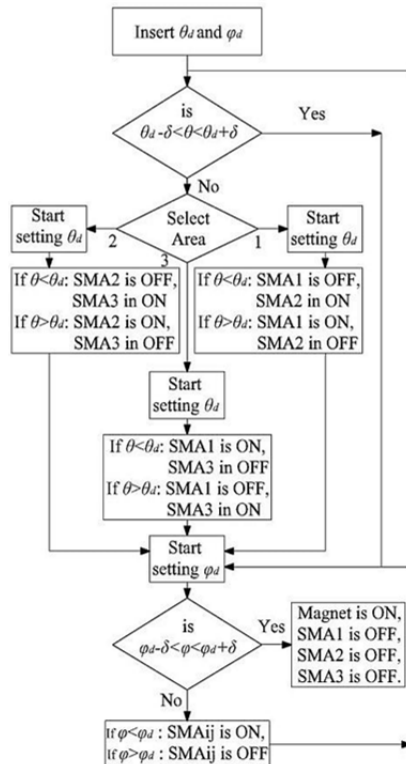 Insert θd and φd
is
θd-δ<θ<θd+δ
Yes
No
Select
Area
2
1
3
Start
setting θd
Start
setting θd
If θ<θd: SMA2 is OFF,
SMA3 in ON
If θ>θd: SMA2 is ON,
SMA3 in OFF
If θ<θd: SMA1 is OFF,
SMA2 in ON
If θ>θd: SMA1 is ON,
SMA2 in OFF
Start
setting θd
If θ<θd: SMA1 is ON,
SMA3 in OFF
If θ>θd: SMA1 is OFF,
SMA3 in ON
Start
setting φd
is
φd-δ<φ<φd+δ
Yes
Magnet is ON,
SMA1 is OFF,
SMA2 is OFF,
SMA3 is OFF.
No
If φ<φd : SMAij is ON,
If φ>φd : SMAij is OFF